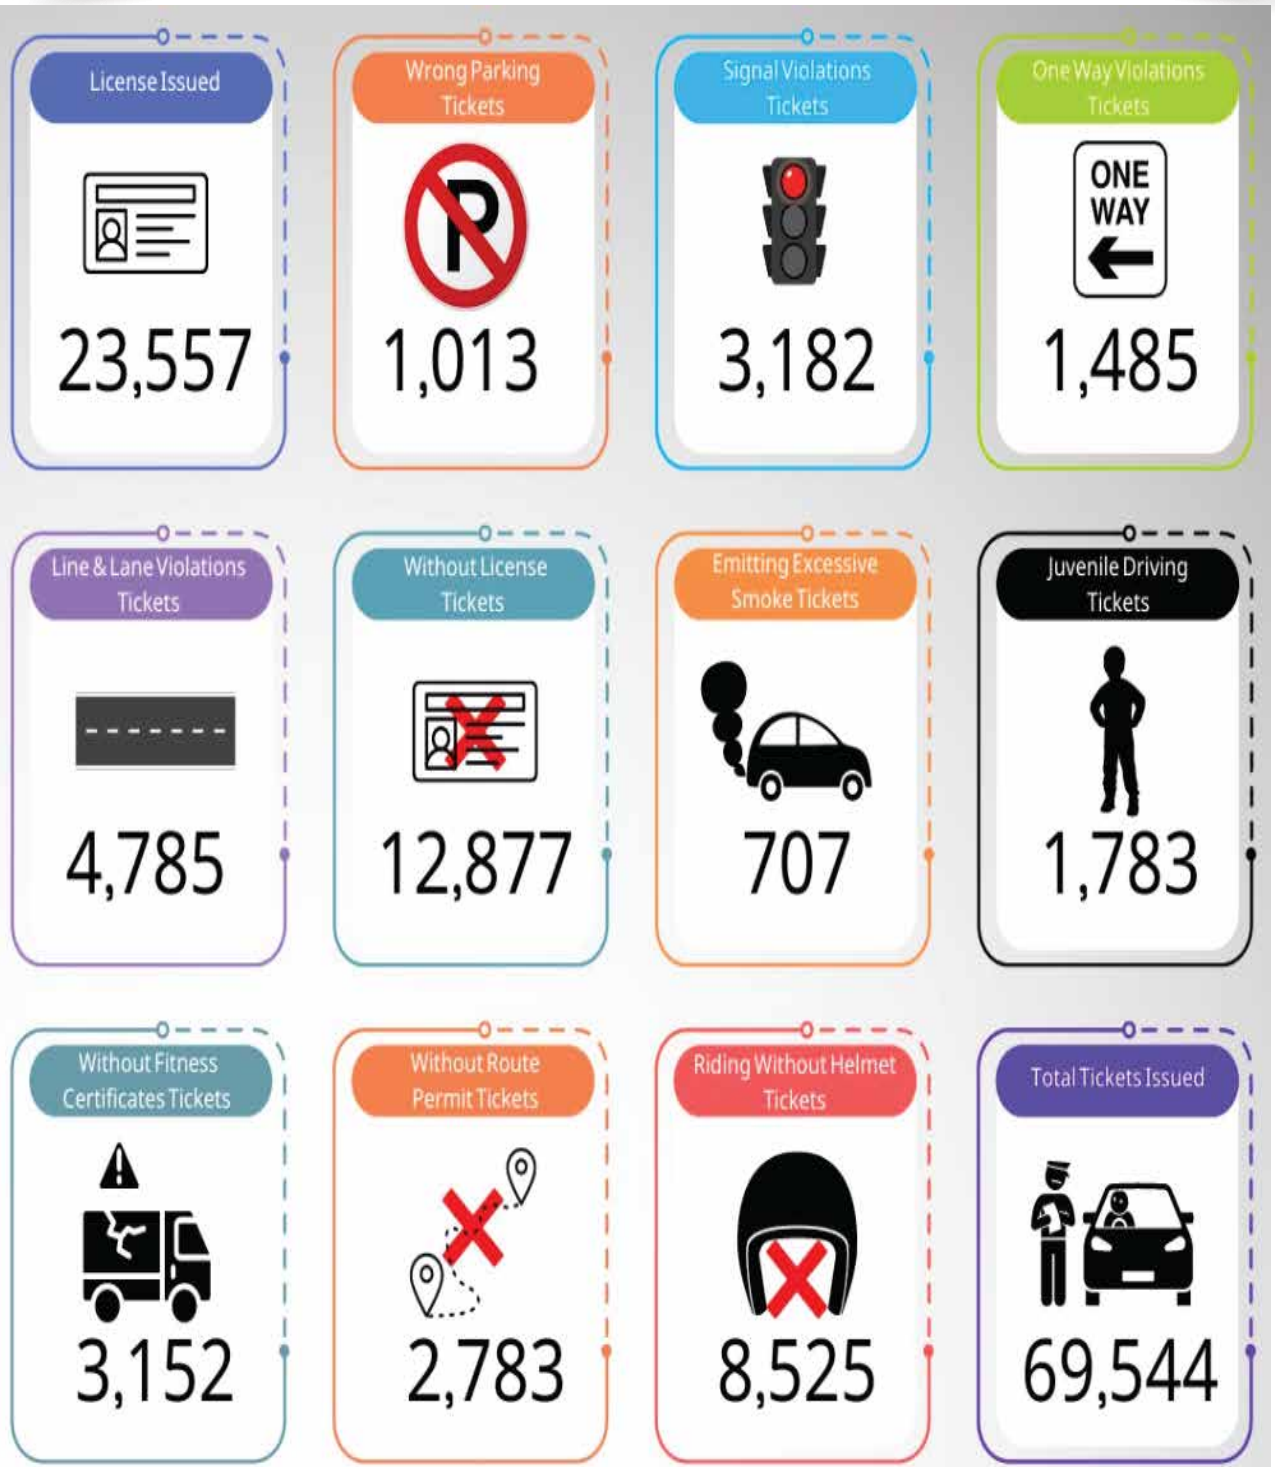 License Issued
23,557
Wrong Parking
Tickets
P
1,013
Signal Violations
Tickets
3,182
One Way Violations
Tickets
ONE
WAY
1,485
Line & Lane Violations
Tickets
4,785
Without License
Tickets
12,877
Emitting Excessive
Smoke Tickets
707
Juvenile Driving
Tickets
1,783
Without Fitness
Certificates Tickets
3,152
Without Route
Permit Tickets
2,783
Riding Without Helmet
Tickets
8,525
Total Tickets Issued
69,544